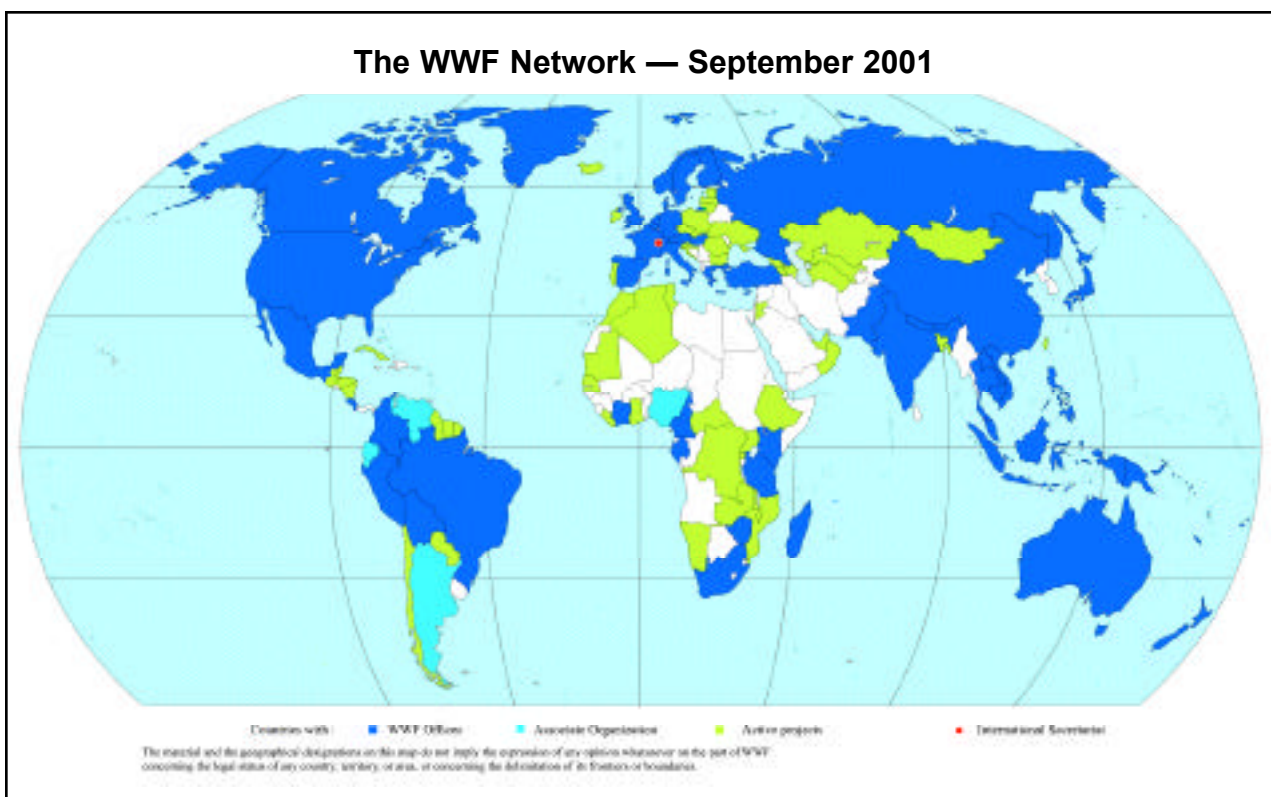 The WWF Network — September 2001
Countries with: WWF Offices Associate Organization Active projects International Secretariat
The material and the geographical designations on this map do not imply the expression of any opinion whatsoever on the part of WWF
concerning the legal status of any country, territory, or area, or concerning the delimitation of its frontiers or boundaries.